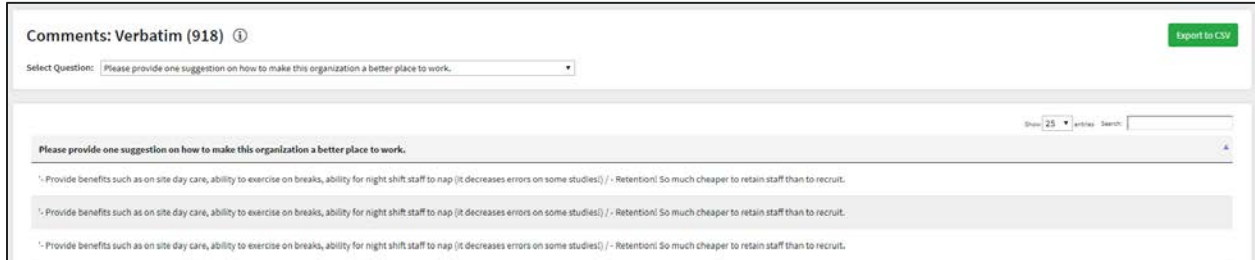 Comments: Verbatim (918) ⓘ
Export to CSV
Select Question: Please provide one suggestion on how to make this organization a better place to work.
Show 25 entries Search:
Please provide one suggestion on how to make this organization a better place to work.
'- Provide benefits such as on site day care, ability to exercise on breaks, ability for night shift staff to nap (it decreases errors on some studies!) / - Retention! So much cheaper to retain staff than to recruit.
'- Provide benefits such as on site day care, ability to exercise on breaks, ability for night shift staff to nap (it decreases errors on some studies!) / - Retention! So much cheaper to retain staff than to recruit.
'- Provide benefits such as on site day care, ability to exercise on breaks, ability for night shift staff to nap (it decreases errors on some studies!) / - Retention! So much cheaper to retain staff than to recruit.